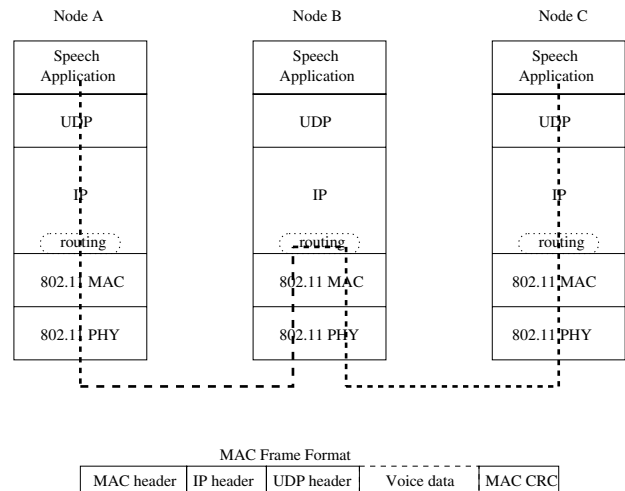 Node A
Node B
Node C
Speech
Application
Speech
Application
Speech
Application
UDP
UDP
UDP
IP
IP
IP
routing
routing
routing
802.11 MAC
802.11 MAC
802.11 MAC
802.11 PHY
802.11 PHY
802.11 PHY
MAC Frame Format
MAC header IP header UDP header Voice data MAC CRC